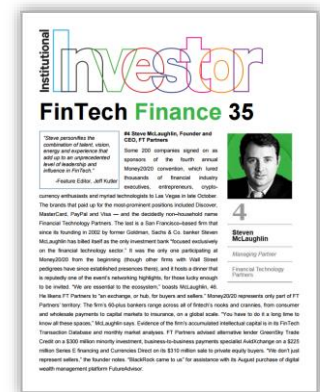 Institutional
Investor
FinTech Finance 35
"Steve personifies the
combination of talent, vision,
energy and experience that
add up to an unprecedented
level of leadership and
influence in FinTech."
-Feature Editor, Jeff Kutler
#4 Steve McLaughlin, Founder and
CEO, FT Partners
Some 200 companies signed on as
sponsors of the fourth annual
Money20/20 convention, which lured
thousands of financial industry
executives, entrepreneurs, crypto-
currency enthusiasts and myriad technologists to Las Vegas in late October.
The brands that paid up for the most-prominent positions included Discover,
MasterCard, PayPal and Visa — and the decidedly non-household name
Financial Technology Partners. The last is a San Francisco-based firm that
since its founding in 2002 by former Goldman, Sachs & Co. banker Steven
McLaughlin has billed itself as the only investment bank "focused exclusively
on the financial technology sector." It was the only one participating at
Money20/20 from the beginning (though other firms with Wall Street
pedigrees have since established presences there), and it hosts a dinner that
is reputedly one of the event's networking highlights, for those lucky enough
to be invited. "We are essential to the ecosystem," boasts McLaughlin, 46.
He likens FT Partners to "an exchange, or hub, for buyers and sellers." Money20/20 represents only part of FT
Partners' territory. The firm's 60-plus bankers range across all of fintech's nooks and crannies, from consumer
and wholesale payments to capital markets to insurance, on a global scale. "You have to do it a long time to
know all these spaces," McLaughlin says. Evidence of the firm's accumulated intellectual capital is in its FinTech
Transaction Database and monthly market analyses. FT Partners advised alternative lender GreenSky Trade
Credit on a $300 million minority investment, business-to-business payments specialist AvidXchange on a $225
million Series E financing and Currencies Direct on its $310 million sale to private equity buyers. "We don't just
represent sellers," the founder notes. "BlackRock came to us" for assistance with its August purchase of digital
wealth management platform FutureAdvisor.
4
Steven
McLaughlin
Managing Partner
Financial Technology
Partners